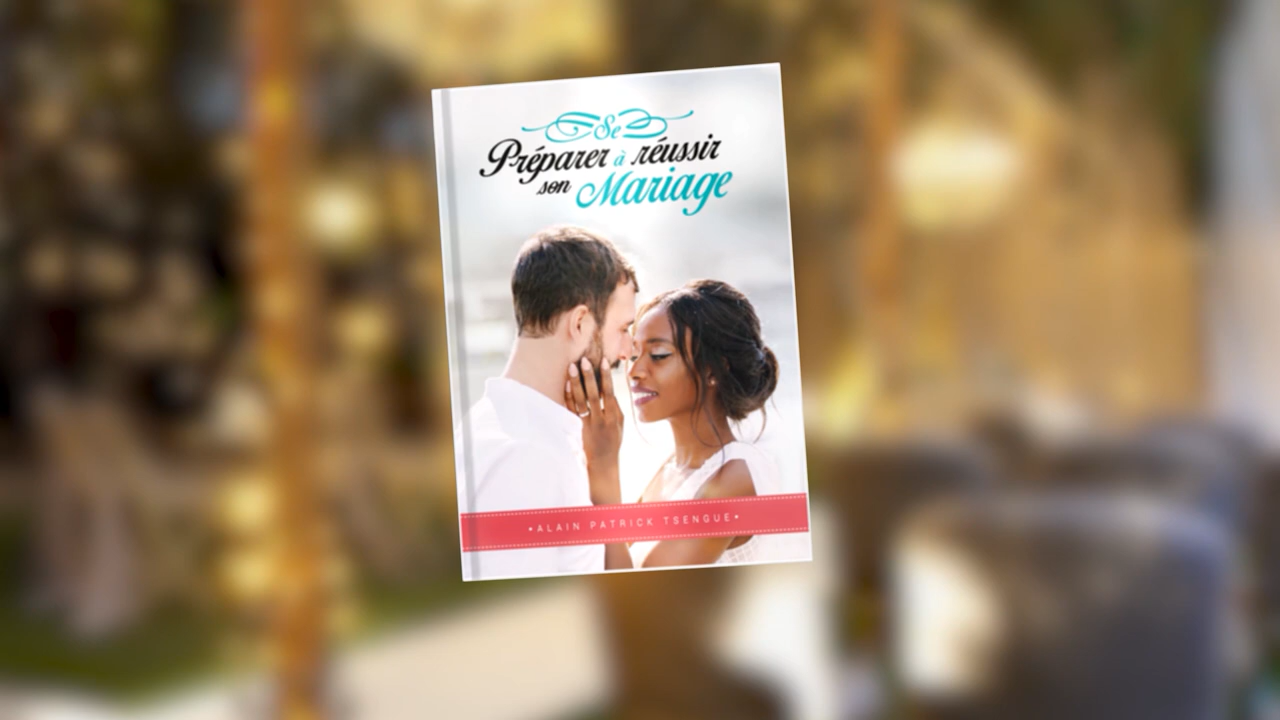 Se
Préparer à réussir
son Mariage
•ALAIN PATRICK TSENGUE•